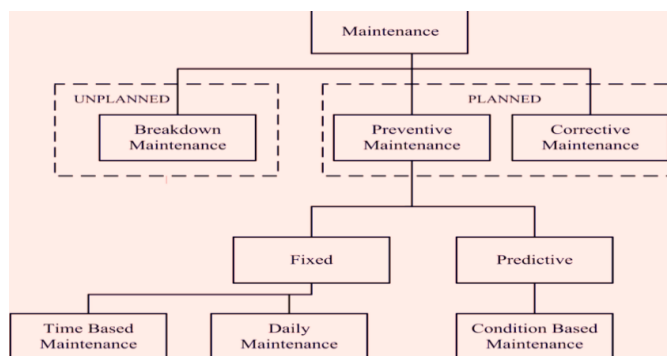 Maintenance
UNPLANNED
PLANNED
Breakdown
Maintenance
Preventive
Maintenance
Corrective
Maintenance
Fixed
Predictive
Time Based
Maintenance
Daily
Maintenance
Condition Based
Maintenance